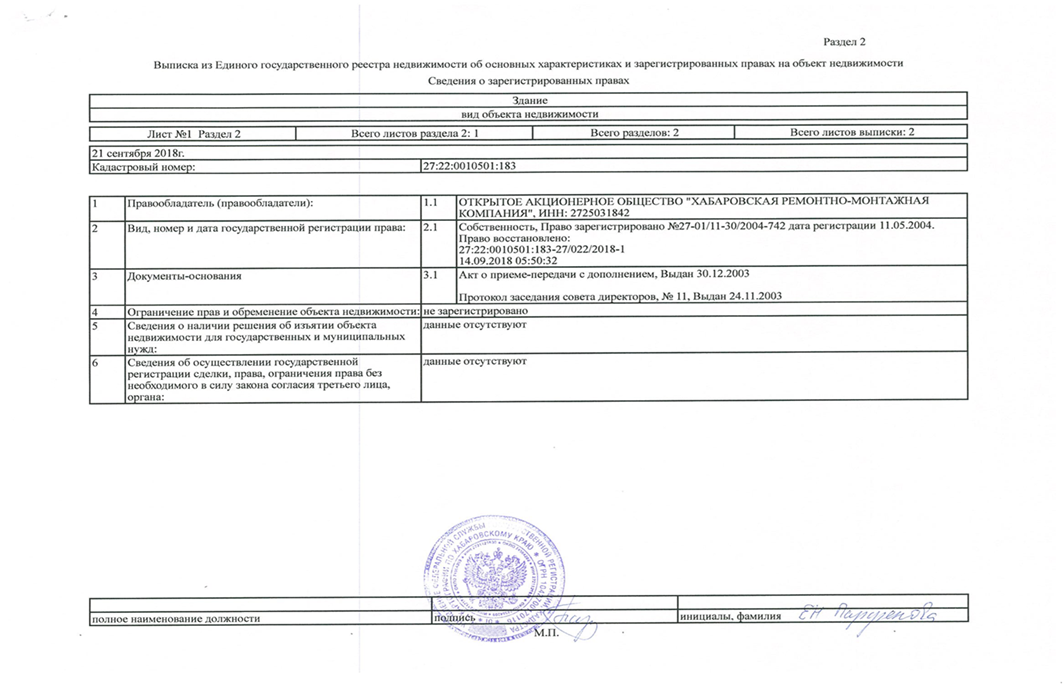 Раздел 2
Выписка из Единого государственного реестра недвижимости об основных характеристиках и зарегистрированных правах на объект недвижимости
Сведения о зарегистрированных правах
Здание
вид объекта недвижимости
Лист №1 Раздел 2 Всего листов раздела 2: 1 Всего разделов: 2 Всего листов выписки: 2
21 сентября 2018г.
Кадастровый номер: 27:22:0010501:183
1 Правообладатель (правообладатели): 1.1 ОТКРЫТОЕ АКЦИОНЕРНОЕ ОБЩЕСТВО "ХАБАРОВСКАЯ РЕМОНТНО-МОНТАЖНАЯ
КОМПАНИЯ", ИНН: 2725031842
2 Вид, номер и дата государственной регистрации права: 2.1 Собственность, Право зарегистрировано №27-01/11-30/2004-742 дата регистрации 11.05.2004.
Право восстановлено:
27:22:0010501:183-27/022/2018-1
14.09.2018 05:50:32
3 Документы-основания 3.1 Акт о приеме-передачи с дополнением, Выдан 30.12.2003
Протокол заседания совета директоров, № 11, Выдан 24.11.2003
4 Ограничение прав и обременение объекта недвижимости: не зарегистрировано
5 Сведения о наличии решения об изъятии объекта данные отсутствуют
недвижимости для государственных и муниципальных
нужд:
6 Сведения об осуществлении государственной данные отсутствуют
регистрации сделки, права, ограничения права без
необходимого в силу закона согласия третьего лица,
органа:
ПО ХАБАРОВСКОМУ КРАЮ
полное наименование должности подпись инициалы, фамилия ЕН
М.П.